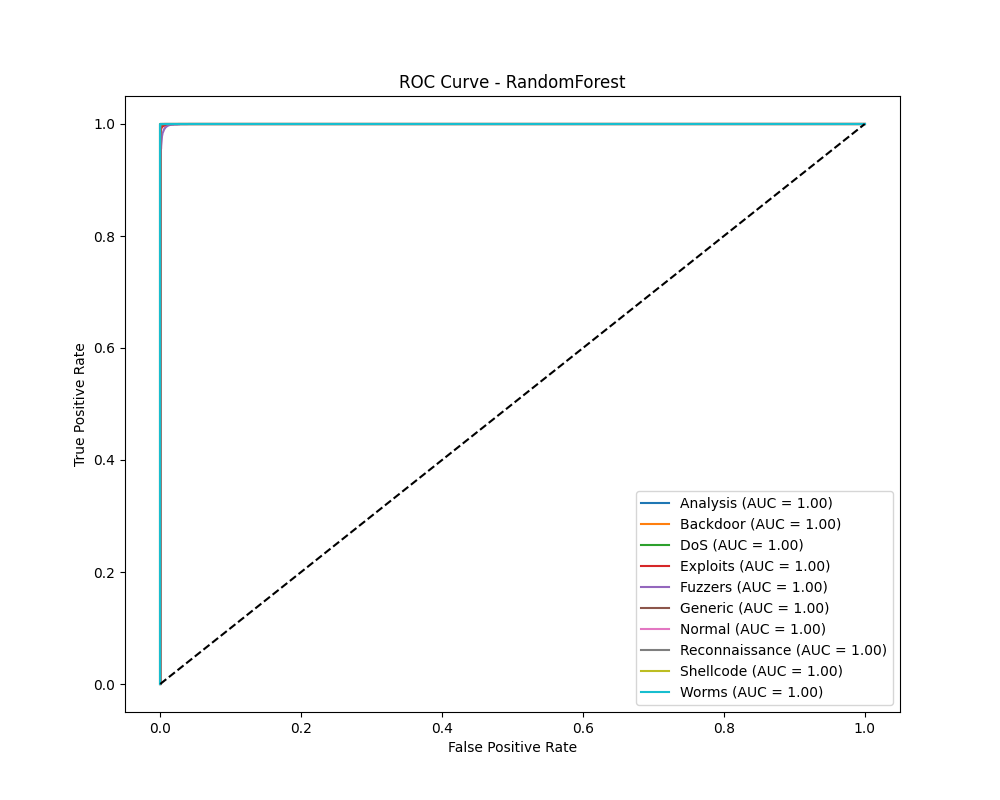 ROC Curve - RandomForest
True Positive Rate
1.0
0.8
0.6
0.4
0.2
0.0
Analysis (AUC = 1.00)
Backdoor (AUC = 1.00)
DoS (AUC = 1.00)
Exploits (AUC = 1.00)
Fuzzers (AUC = 1.00)
Generic (AUC = 1.00)
Normal (AUC = 1.00)
Reconnaissance (AUC = 1.00)
Shellcode (AUC = 1.00)
Worms (AUC = 1.00)
0.0 0.2 0.4 0.6 0.8 1.0
False Positive Rate